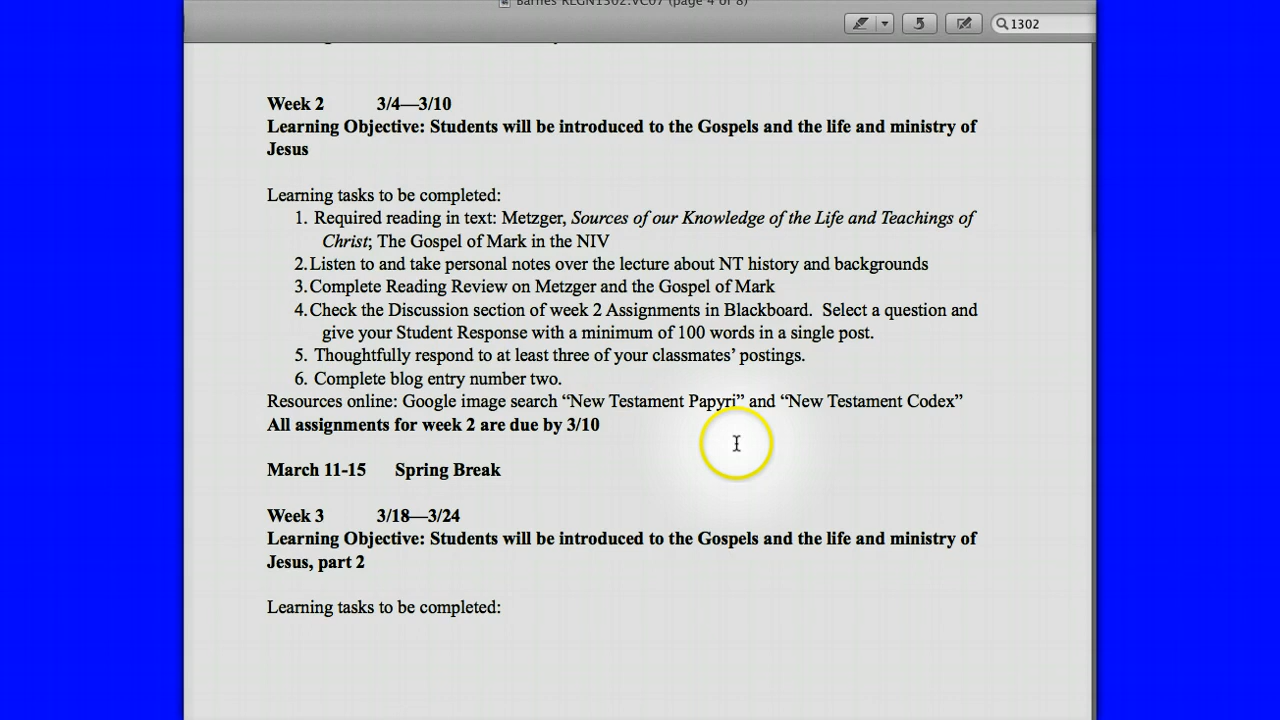 Barnes RLGN1302.VC07 (page 4 of 8)
5
1302
Week 2 3/4—3/10
Learning Objective: Students will be introduced to the Gospels and the life and ministry of
Jesus
Learning tasks to be completed:
1. Required reading in text: Metzger, Sources of our Knowledge of the Life and Teachings of
Christ; The Gospel of Mark in the NIV
2. Listen to and take personal notes over the lecture about NT history and backgrounds
3. Complete Reading Review on Metzger and the Gospel of Mark
4. Check the Discussion section of week 2 Assignments in Blackboard. Select a question and
give your Student Response with a minimum of 100 words in a single post.
5. Thoughtfully respond to at least three of your classmates’ postings.
6. Complete blog entry number two.
Resources online: Google image search “New Testament Papyri” and “New Testament Codex”
All assignments for week 2 are due by 3/10
March 11-15 Spring Break
Week 3 3/18—3/24
Learning Objective: Students will be introduced to the Gospels and the life and ministry of
Jesus, part 2
Learning tasks to be completed: